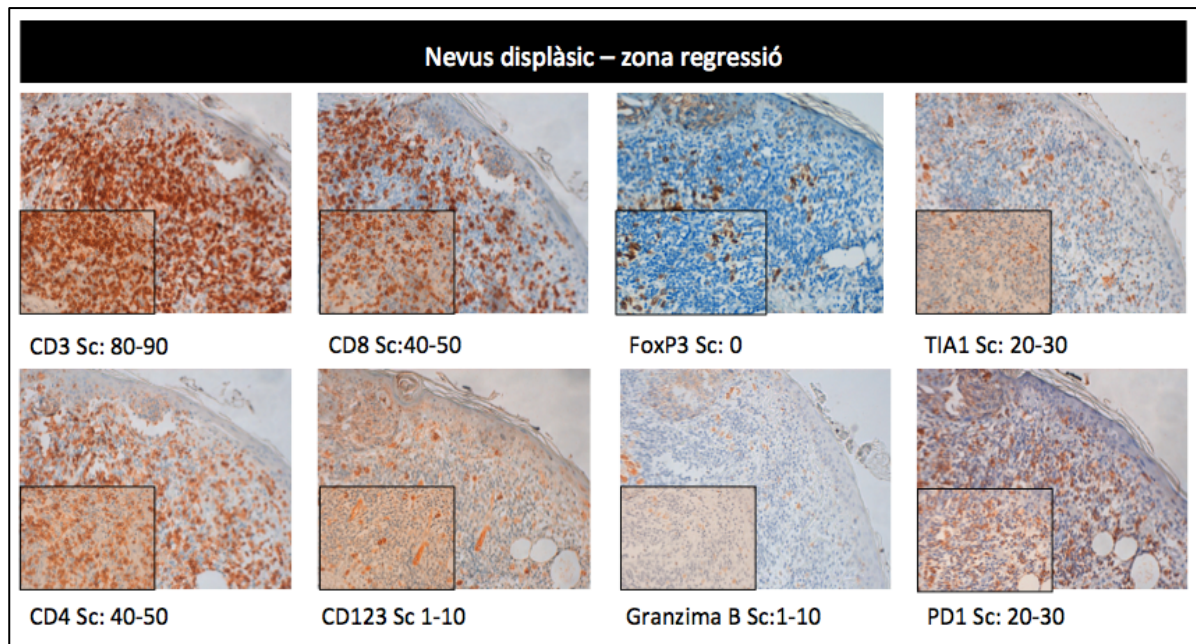 Nevus displàsic – zona regressió
CD3 Sc: 80-90
CD8 Sc:40-50
FoxP3 Sc: 0
TIA1 Sc: 20-30
CD4 Sc: 40-50
CD123 Sc 1-10
Granzima B Sc:1-10
PD1 Sc: 20-30